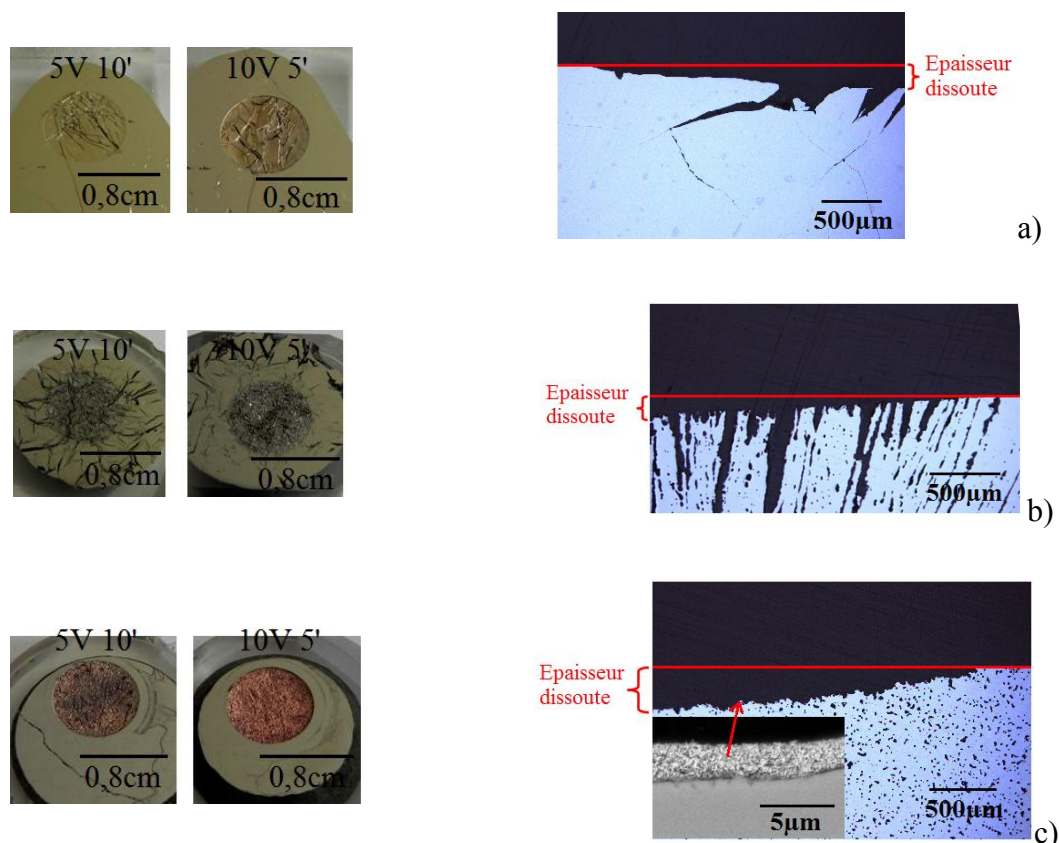 5V 10'
10V 5'
0,8cm
0,8cm
Epaisseur
dissoute
500µm
a)
5V 10'
10V 5'
0,8cm
0,8cm
Epaisseur
dissoute
500µm
b)
5V 10'
10V 5'
0,8cm
0,8cm
Epaisseur
dissoute
5µm
500µm
c)